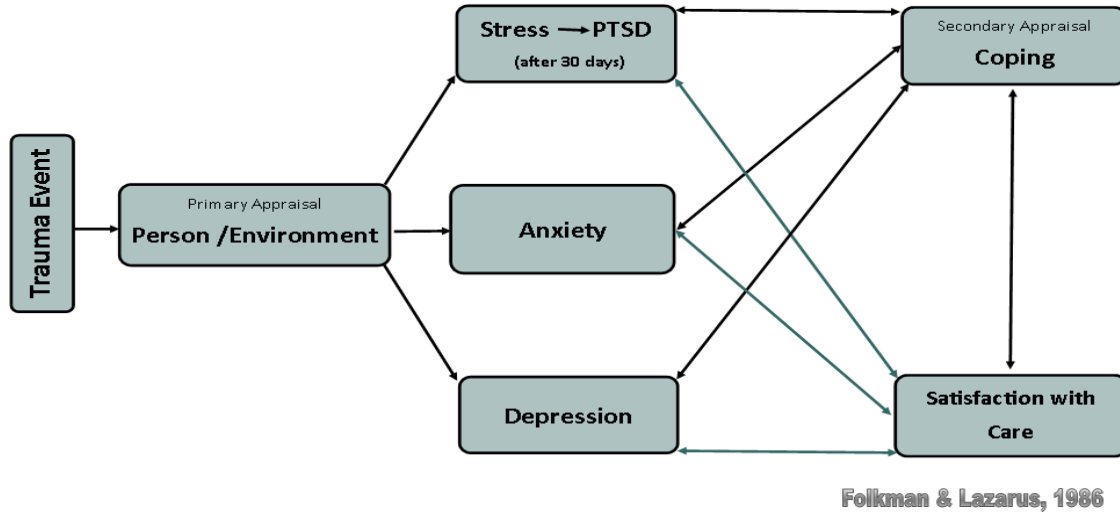 Trauma Event
Primary Appraisal
Person /Environment
Stress → PTSD
(after 30 days)
Anxiety
Depression
Secondary Appraisal
Coping
Satisfaction with
Care
Folkman & Lazarus, 1986